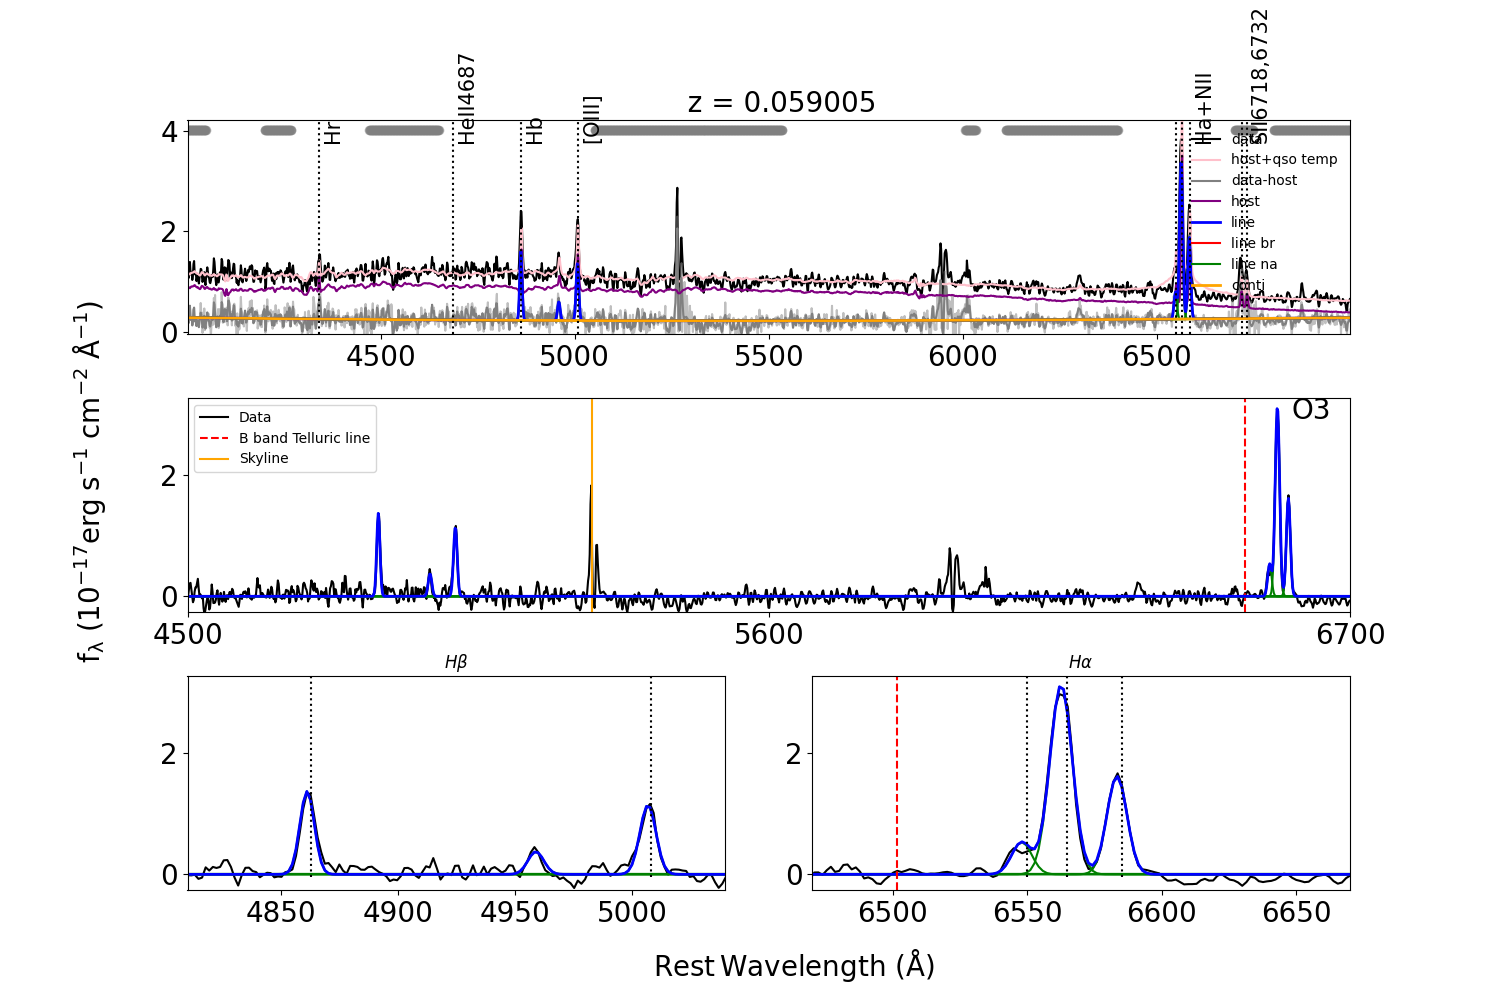 z = 0.059005
Hr
HeII4687
Hb
[OIII]
Ha+NII
SII6718,6732
4
2
0
data
host+qso temp
data-host
host
line
line br
line na
conti
4500 5000 5500 6000 6500
fλ (10⁻¹⁷erg s⁻¹ cm⁻² Å⁻¹)
Data
B band Telluric line
Skyline
O3
2
0
4500 5600 6700
Hβ
2
0
4850 4900 4950 5000
Hα
2
0
6500 6550 6600 6650
Rest Wavelength (Å)